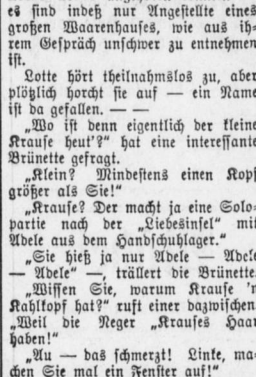 es sind indeß nur Angestellte eines
großen Waarenhauses, wie aus ih-
rem Gespräch unschwer zu entnehmen
ist.
Lotte hört theilnahmslos zu, aber
plötzlich horcht sie auf — ein Name
ist da gefallen. — —
„Wo ist denn eigentlich der kleine
Krause heut'?“ hat eine interessante
Brünette gefragt.
„Klein? Mindestens einen Kopf
größer als Sie!“
„Krause? Der macht ja eine Solo-
partie nach der „Liebesinsel“ mit
Adele aus dem Handschuhlager.“
„Sie hieß ja nur Adele — Adele
— Adele“ —, trällert die Brünette.
„Wissen Sie, warum Krause 'n
Kahlkopf hat?“ ruft einer dazwischen.
„Weil die Neger „Krauses Haar
haben!“
„Au — das schmerzt! Linke, ma-
chen Sie mal ein Fenster auf!“